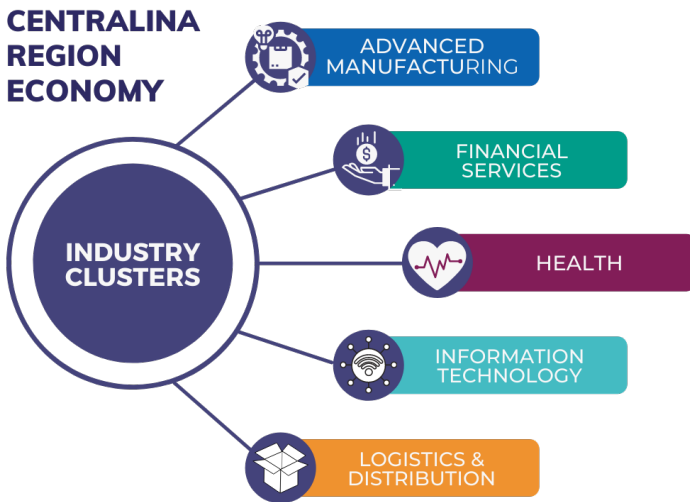 CENTRALINA
REGION
ECONOMY
ADVANCED
MANUFACTURING
$
FINANCIAL
SERVICES
INDUSTRY
CLUSTERS
HEALTH
INFORMATION
TECHNOLOGY
LOGISTICS &
DISTRIBUTION